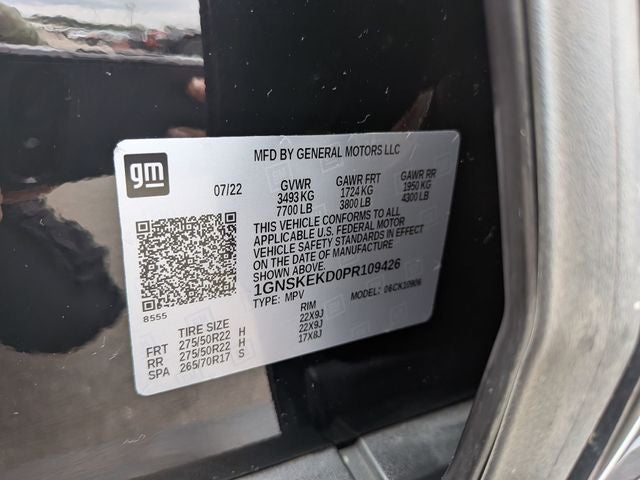 gm
MFD BY GENERAL MOTORS LLC
07/22
GVWR GAWR FRT GAWR RR
3493 KG 1724 KG 1950 KG
7700 LB 3800 LB 4300 LB
THIS VEHICLE CONFORMS TO ALL
APPLICABLE U.S. FEDERAL MOTOR
VEHICLE SAFETY STANDARDS IN EFFECT
ON THE DATE OF MANUFACTURE
SHOWN ABOVE.
1GNSKEKD0PR109426
TYPE: MPV MODEL: 06CK10906
8555
TIRE SIZE RIM
FRT 275/50R22 H 22X9J
RR 275/50R22 H 22X9J
SPA 265/70R17 S 17X8J